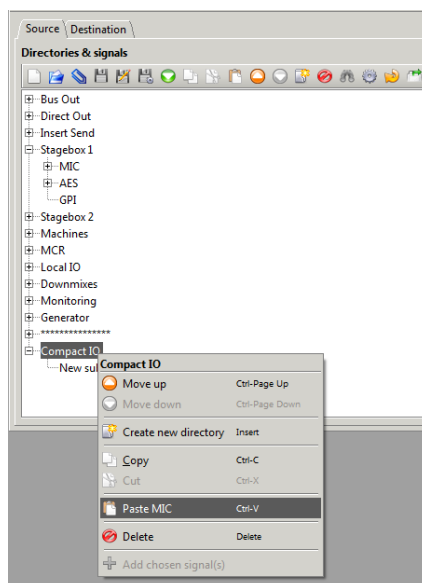 Source Destination
Directories & signals
Bus Out
Direct Out
Insert Send
Stagebox 1
MIC
AES
GPI
Stagebox 2
Machines
MCR
Local IO
Downmixes
Monitoring
Generator
***************
Compact IO
New sul
Compact IO
Move up Ctrl-Page Up
Move down Ctrl-Page Down
Create new directory Insert
Copy Ctrl-C
Cut Ctrl-X
Paste MIC Ctrl-V
Delete Delete
Add chosen signal(s)